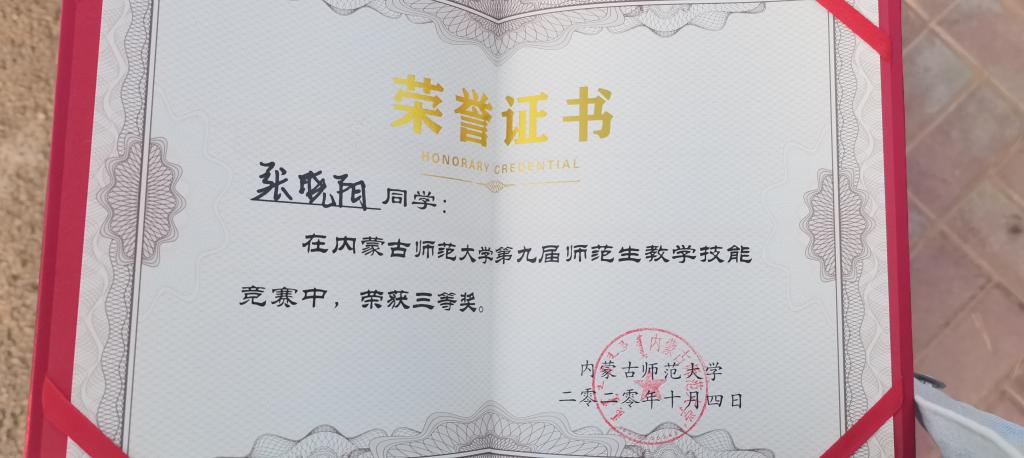 荣誉证书
HONORARY CREDENTIAL
张晓阳同学：
在内蒙古师范大学第九届师范生教学技能
竞赛中，荣获三等奖。
内蒙古师范大学
二零二零年十月四日